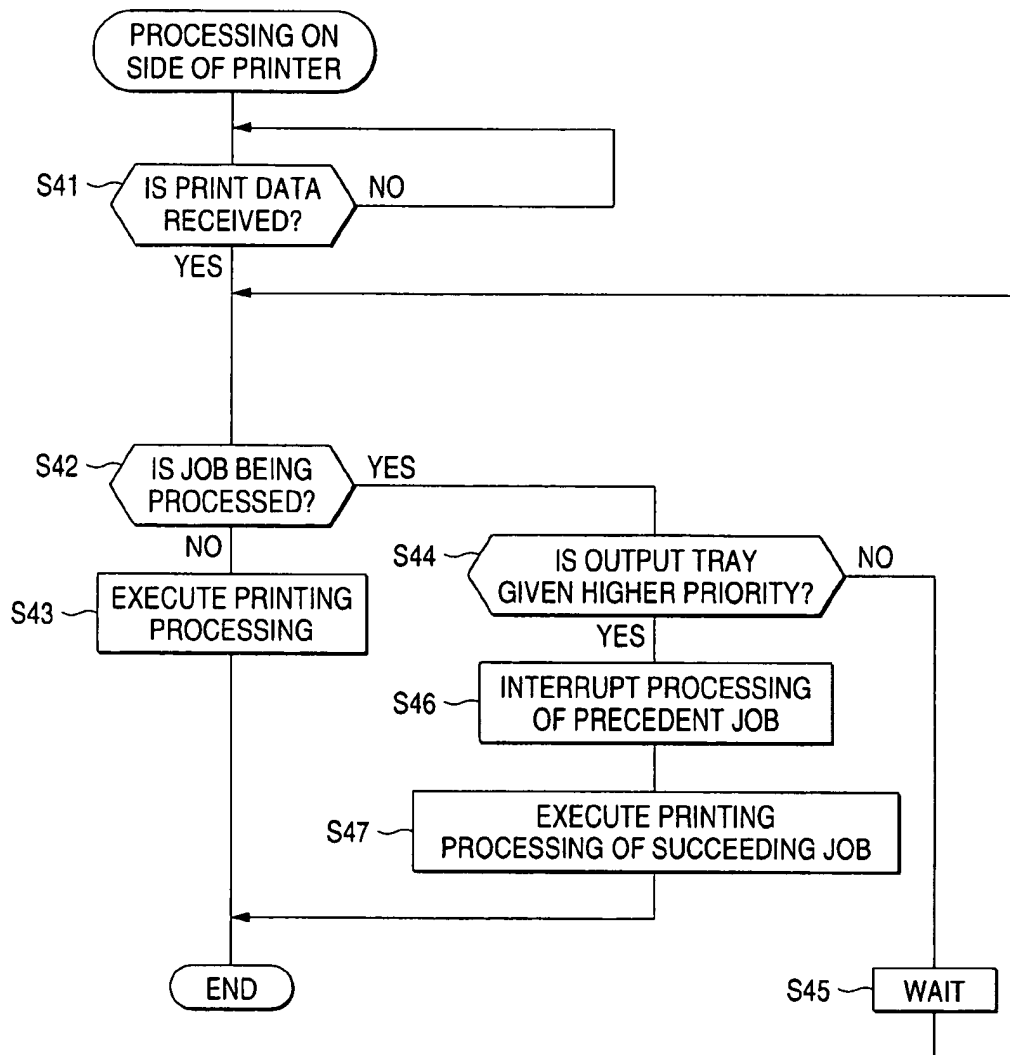 PROCESSING ON
SIDE OF PRINTER
S41
IS PRINT DATA
RECEIVED?
NO
YES
S42
IS JOB BEING
PROCESSED?
YES
NO
S43
EXECUTE PRINTING
PROCESSING
S44
IS OUTPUT TRAY
GIVEN HIGHER PRIORITY?
NO
YES
S46
INTERRUPT PROCESSING
OF PRECEDENT JOB
S47
EXECUTE PRINTING
PROCESSING OF SUCCEEDING JOB
END
S45
WAIT